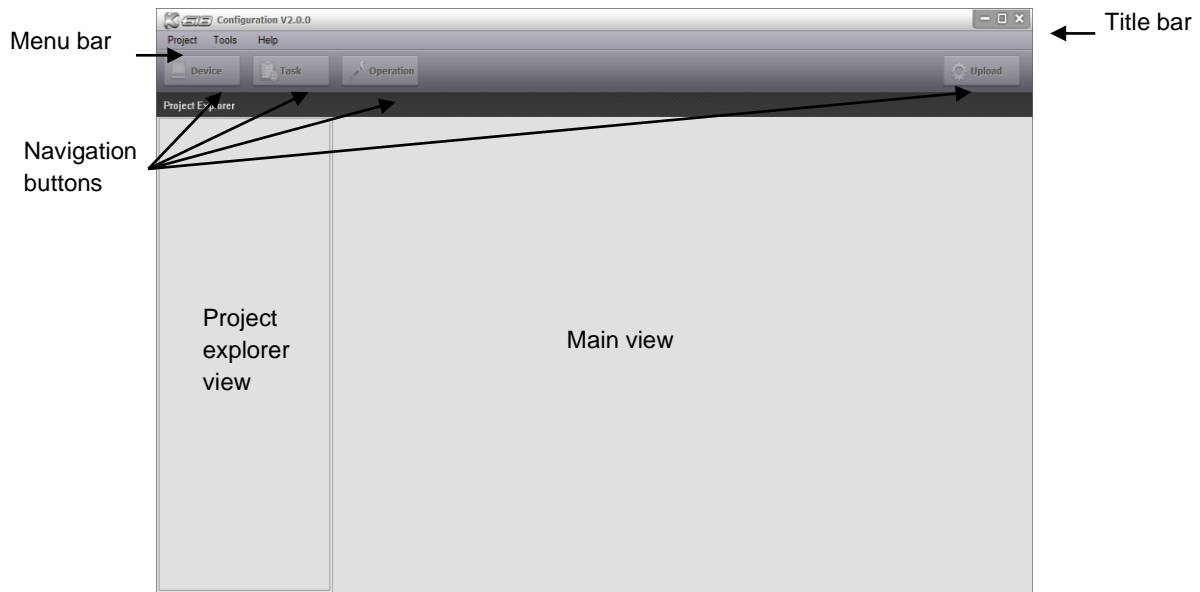 Configuration V2.0.0
Title bar
Menu bar
Project Tools Help
Device Task Operation Upload
Project Explorer
Navigation
buttons
Project
explorer
view
Main view